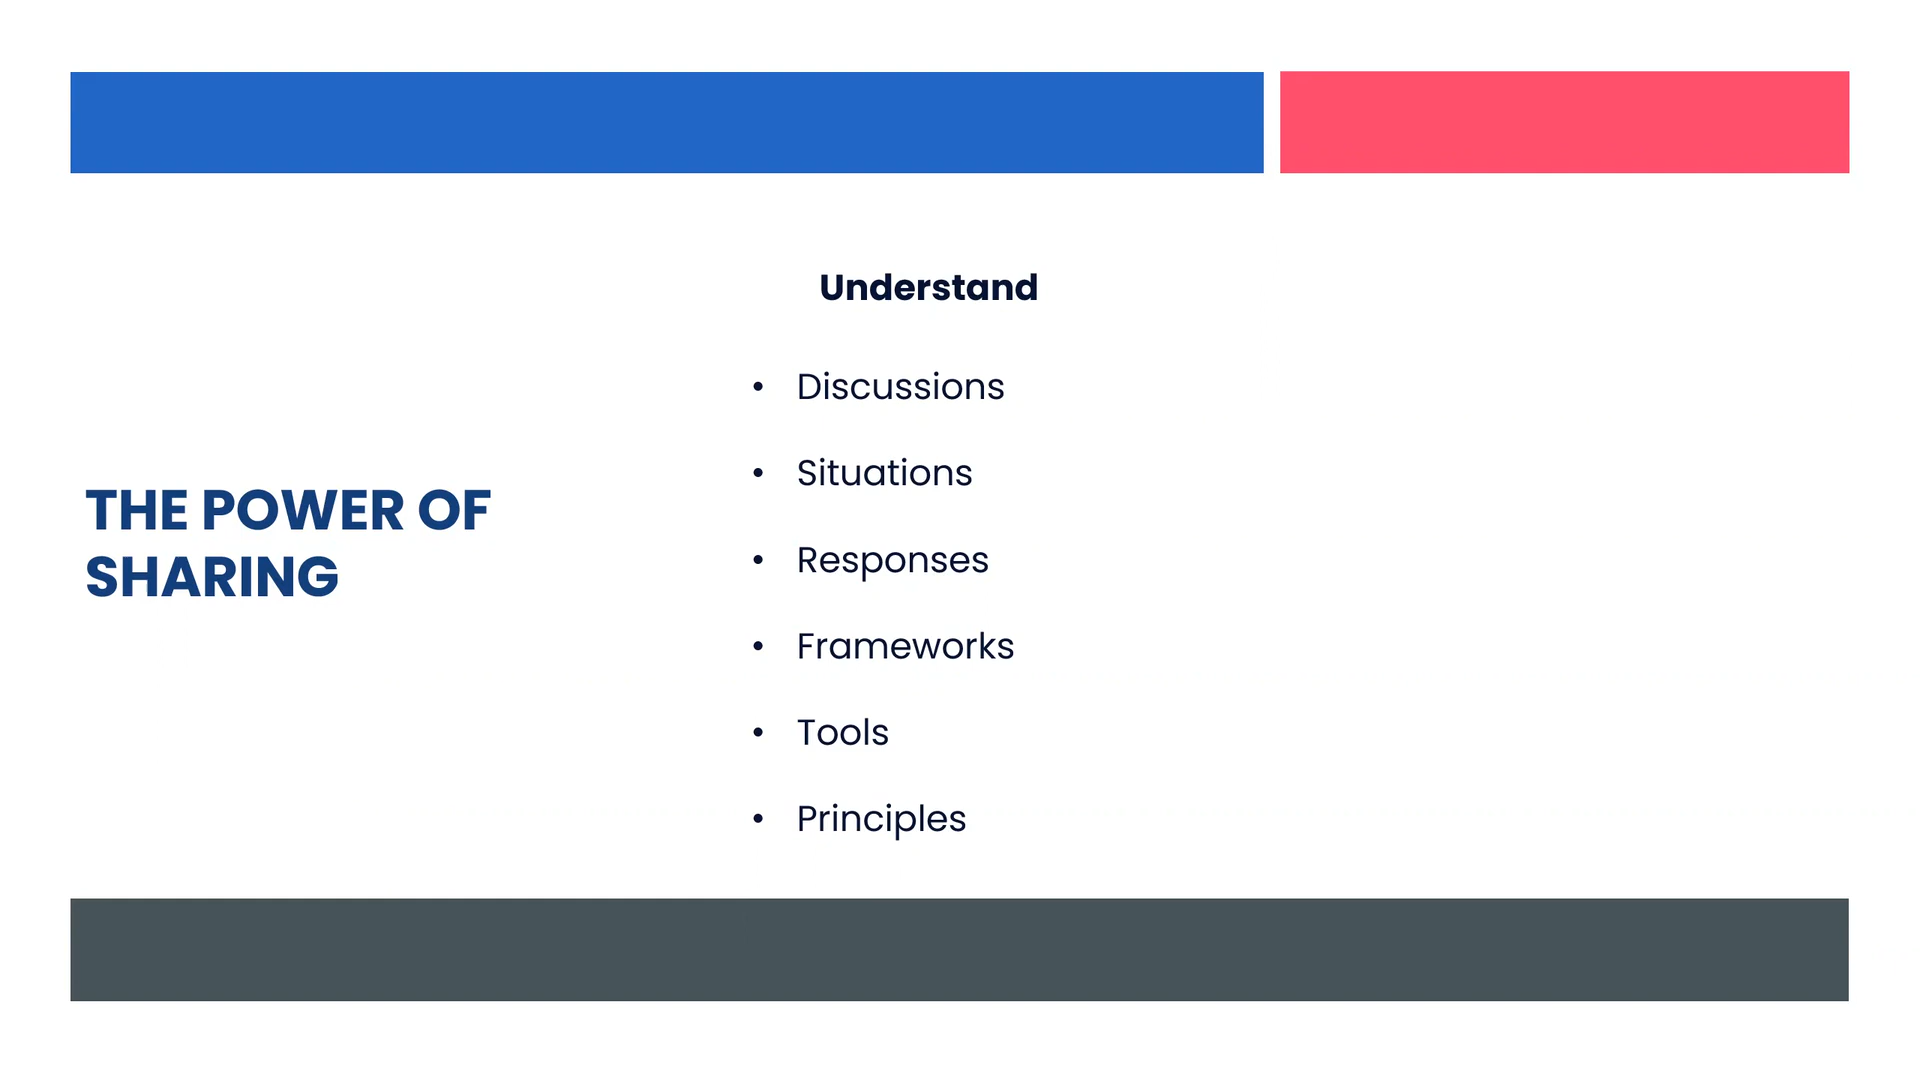 THE POWER OF
SHARING
Understand
• Discussions
• Situations
• Responses
• Frameworks
• Tools
• Principles